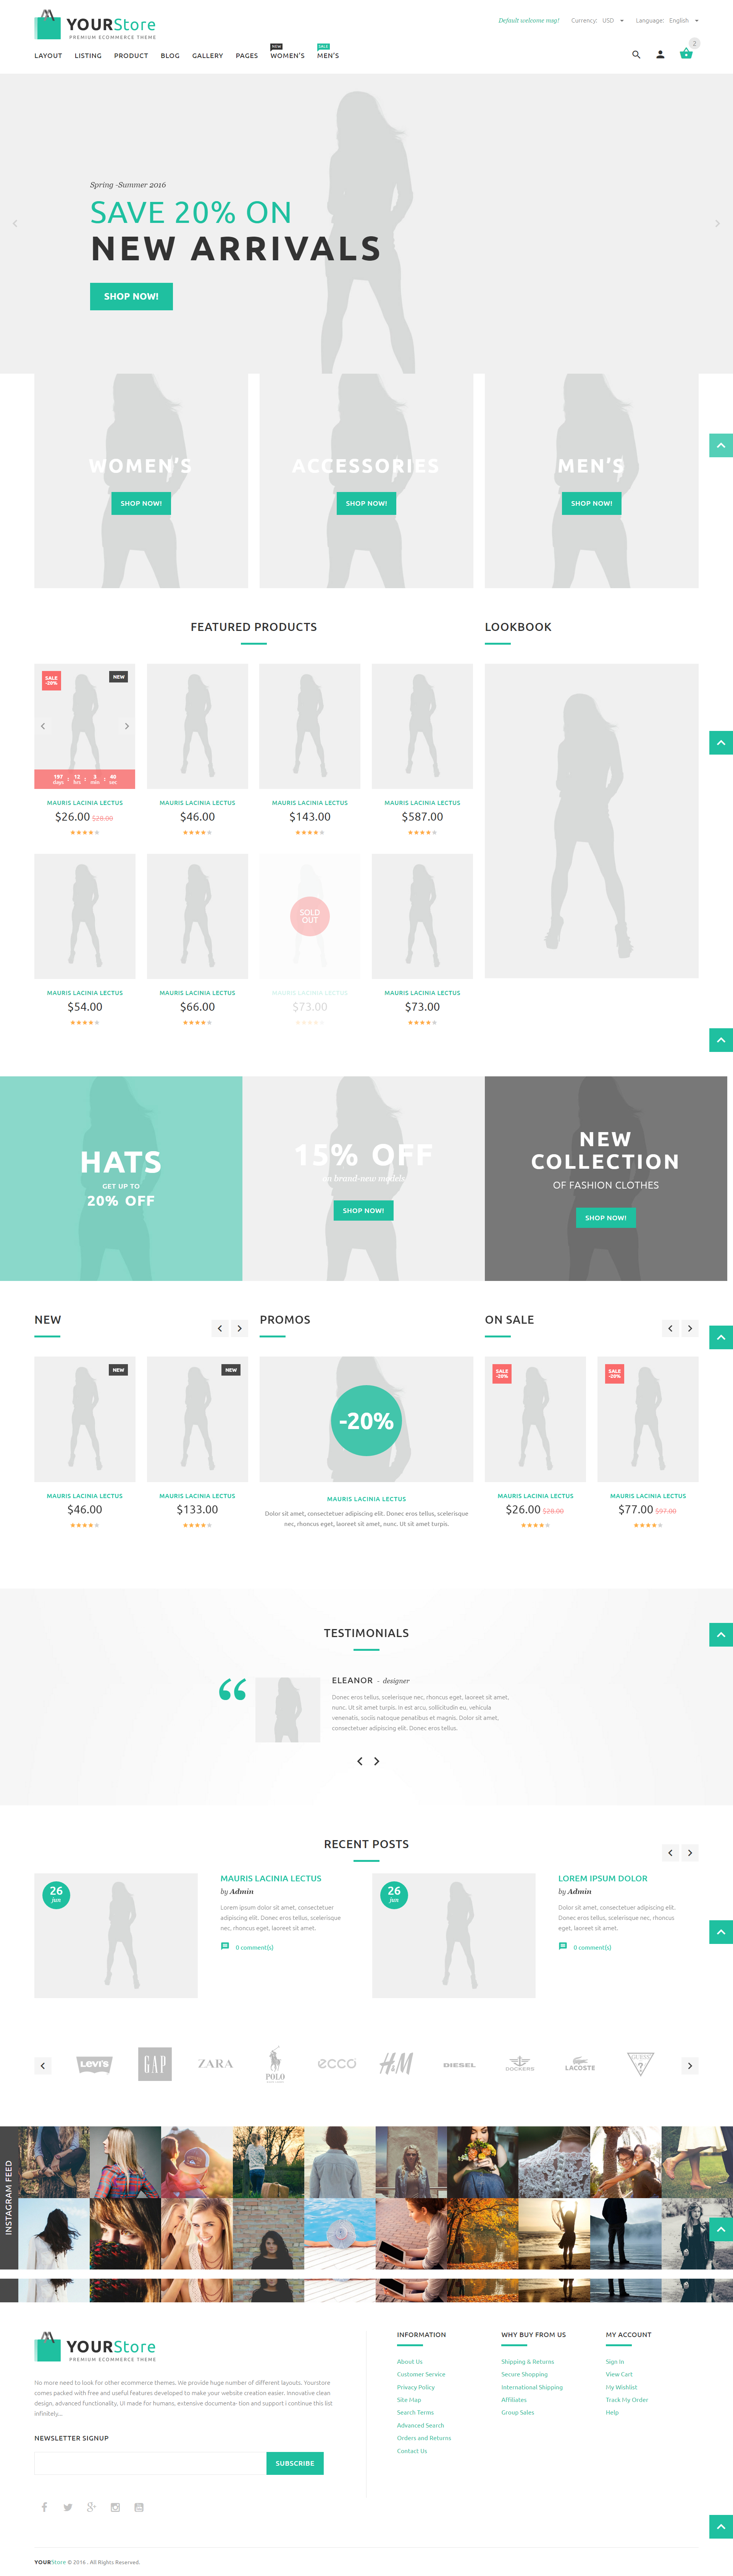 YOURStore
PREMIUM ECOMMERCE THEME
Default welcome msg!
Currency: USD
Language: English
2
NEW
SALE
LAYOUT LISTING PRODUCT BLOG GALLERY PAGES WOMEN'S MEN'S
Spring -Summer 2016
SAVE 20% ON
NEW ARRIVALS
SHOP NOW!
WOMEN'S
SHOP NOW!
ACCESSORIES
SHOP NOW!
MEN'S
SHOP NOW!
FEATURED PRODUCTS
LOOKBOOK
SALE
-20%
NEW
197 : 12 : 3 : 40
days hrs min sec
MAURIS LACINIA LECTUS
$26.00 $28.00
MAURIS LACINIA LECTUS
$46.00
MAURIS LACINIA LECTUS
$143.00
MAURIS LACINIA LECTUS
$587.00
MAURIS LACINIA LECTUS
$54.00
MAURIS LACINIA LECTUS
$66.00
SOLD
OUT
MAURIS LACINIA LECTUS
$73.00
MAURIS LACINIA LECTUS
$73.00
HATS
GET UP TO
20% OFF
15% OFF
on brand-new models
SHOP NOW!
NEW
COLLECTION
OF FASHION CLOTHES
SHOP NOW!
NEW
NEW
MAURIS LACINIA LECTUS
$46.00
NEW
MAURIS LACINIA LECTUS
$133.00
PROMOS
-20%
MAURIS LACINIA LECTUS
Dolor sit amet, consectetuer adipiscing elit. Donec eros tellus, scelerisque
nec, rhoncus eget, laoreet sit amet, nunc. Ut sit amet turpis.
ON SALE
SALE
-20%
MAURIS LACINIA LECTUS
$26.00 $28.00
SALE
-20%
MAURIS LACINIA LECTUS
$77.00 $97.00
TESTIMONIALS
“
ELEANOR - designer
Donec eros tellus, scelerisque nec, rhoncus eget, laoreet sit amet,
nunc. Ut sit amet turpis. In est arcu, sollicitudin eu, vehicula
venenatis, sociis natoque penatibus et magnis. Dolor sit amet,
consectetuer adipiscing elit. Donec eros tellus.
RECENT POSTS
26
jun
MAURIS LACINIA LECTUS
by Admin
Lorem ipsum dolor sit amet, consectetuer
adipiscing elit. Donec eros tellus, scelerisque
nec, rhoncus eget, laoreet sit amet.
0 comment(s)
26
jun
LOREM IPSUM DOLOR
by Admin
Dolor sit amet, consectetuer adipiscing elit.
Donec eros tellus, scelerisque nec, rhoncus
eget, laoreet sit amet.
0 comment(s)
Levi's
GAP
ZARA
POLO
ecco
H&M
DIESEL
DOCKERS
LACOSTE
GUESS
?
INSTAGRAM FEED
YOURStore
PREMIUM ECOMMERCE THEME
No more need to look for other ecommerce themes. We provide huge number of different layouts. Yourstore
comes packed with free and useful features developed to make your website creation easier. Innovative clean
design, advanced functionality, UI made for humans, extensive documenta- tion and support i continue this list
infinitely...
NEWSLETTER SIGNUP
SUBSCRIBE
INFORMATION
About Us
Customer Service
Privacy Policy
Site Map
Search Terms
Advanced Search
Orders and Returns
Contact Us
WHY BUY FROM US
Shipping & Returns
Secure Shopping
International Shipping
Affiliates
Group Sales
MY ACCOUNT
Sign In
View Cart
My Wishlist
Track My Order
Help
YOURStore © 2016 . All Rights Reserved.